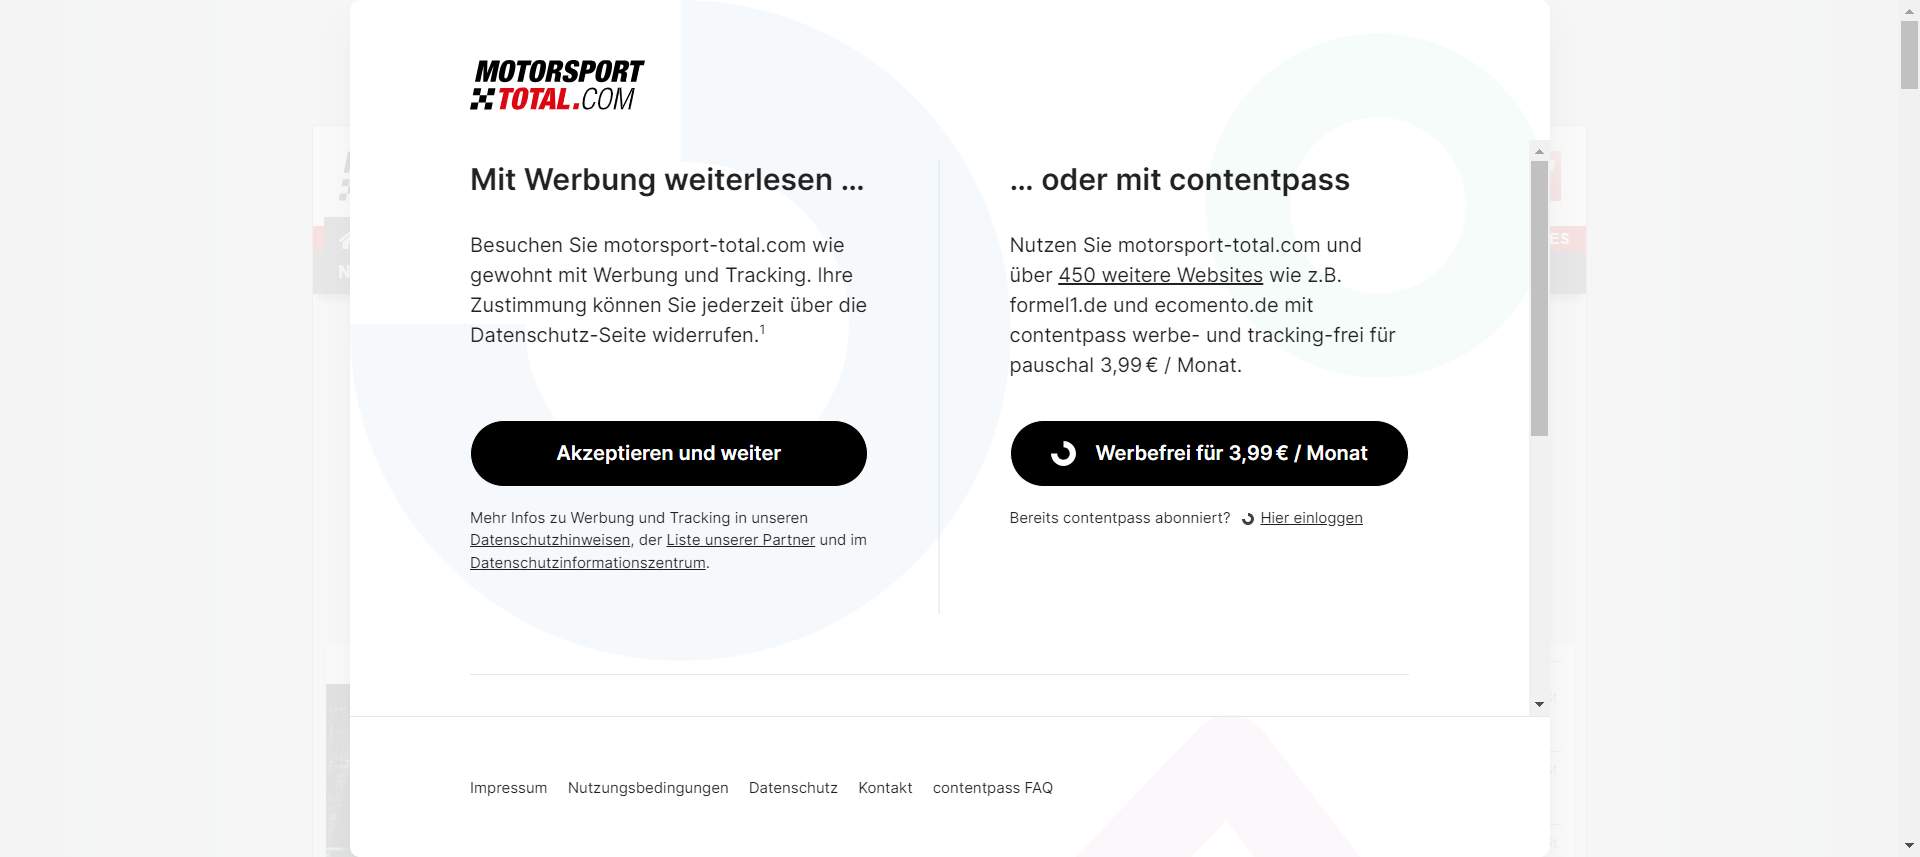 MOTORSPORT
TOTAL.COM
Mit Werbung weiterlesen ...
Besuchen Sie motorsport-total.com wie
gewohnt mit Werbung und Tracking. Ihre
Zustimmung können Sie jederzeit über die
Datenschutz-Seite widerrufen.¹
Akzeptieren und weiter
Mehr Infos zu Werbung und Tracking in unseren
Datenschutzhinweisen, der Liste unserer Partner und im
Datenschutzinformationszentrum.
... oder mit contentpass
Nutzen Sie motorsport-total.com und
über 450 weitere Websites wie z.B.
formel1.de und ecomento.de mit
contentpass werbe- und tracking-frei für
pauschal 3,99 € / Monat.
Werbefrei für 3,99 € / Monat
Bereits contentpass abonniert? Hier einloggen
Impressum Nutzungsbedingungen Datenschutz Kontakt contentpass FAQ